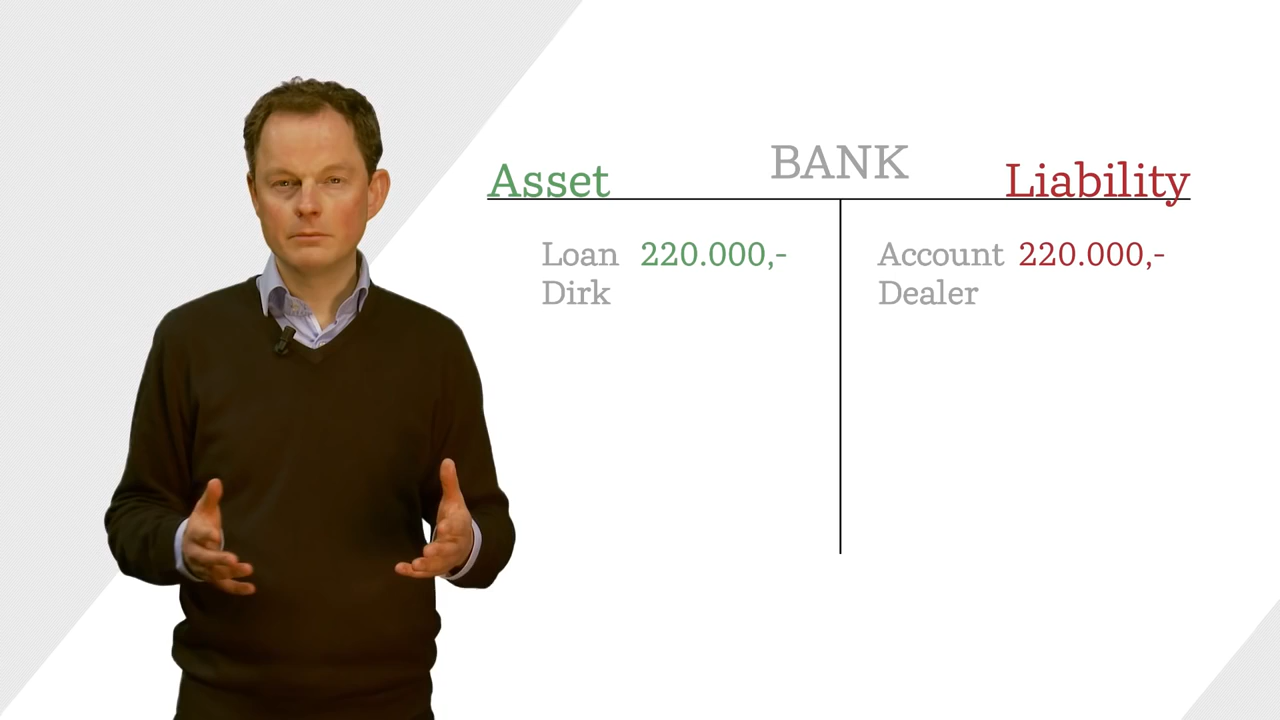 BANK
Asset Liability
Loan 220.000,- Account 220.000,-
Dirk Dealer